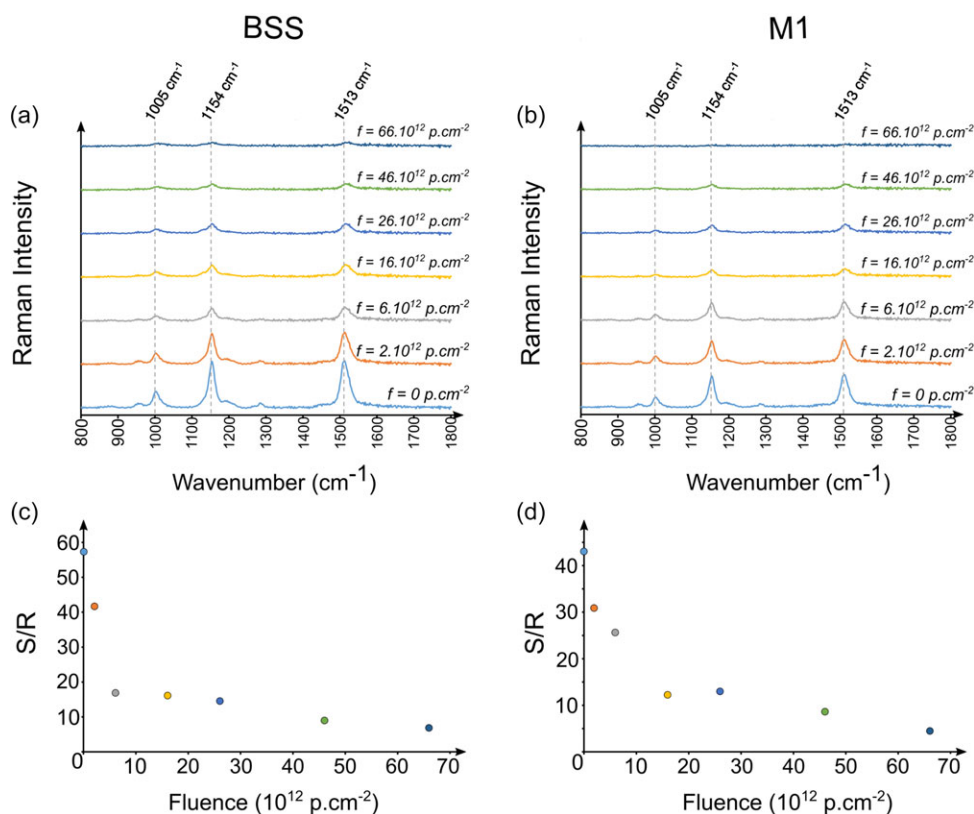 BSS
M1
(a)
1005 cm-1
1154 cm-1
1513 cm-1
f = 66.10¹² p.cm⁻²
f = 46.10¹² p.cm⁻²
f = 26.10¹² p.cm⁻²
f = 16.10¹² p.cm⁻²
f = 6.10¹² p.cm⁻²
f = 2.10¹² p.cm⁻²
f = 0 p.cm⁻²
Raman Intensity
800 900 1000 1100 1200 1300 1400 1500 1600 1700 1800
Wavenumber (cm⁻¹)
(b)
1005 cm-1
1154 cm-1
1513 cm-1
f = 66.10¹² p.cm⁻²
f = 46.10¹² p.cm⁻²
f = 26.10¹² p.cm⁻²
f = 16.10¹² p.cm⁻²
f = 6.10¹² p.cm⁻²
f = 2.10¹² p.cm⁻²
f = 0 p.cm⁻²
Raman Intensity
800 900 1000 1100 1200 1300 1400 1500 1600 1700 1800
Wavenumber (cm⁻¹)
(c)
60
50
40
30
20
10
S/R
0 10 20 30 40 50 60 70
Fluence (10¹² p.cm⁻²)
(d)
40
30
40
10
S/R
0 10 20 30 40 50 60 70
Fluence (10¹² p.cm⁻²)